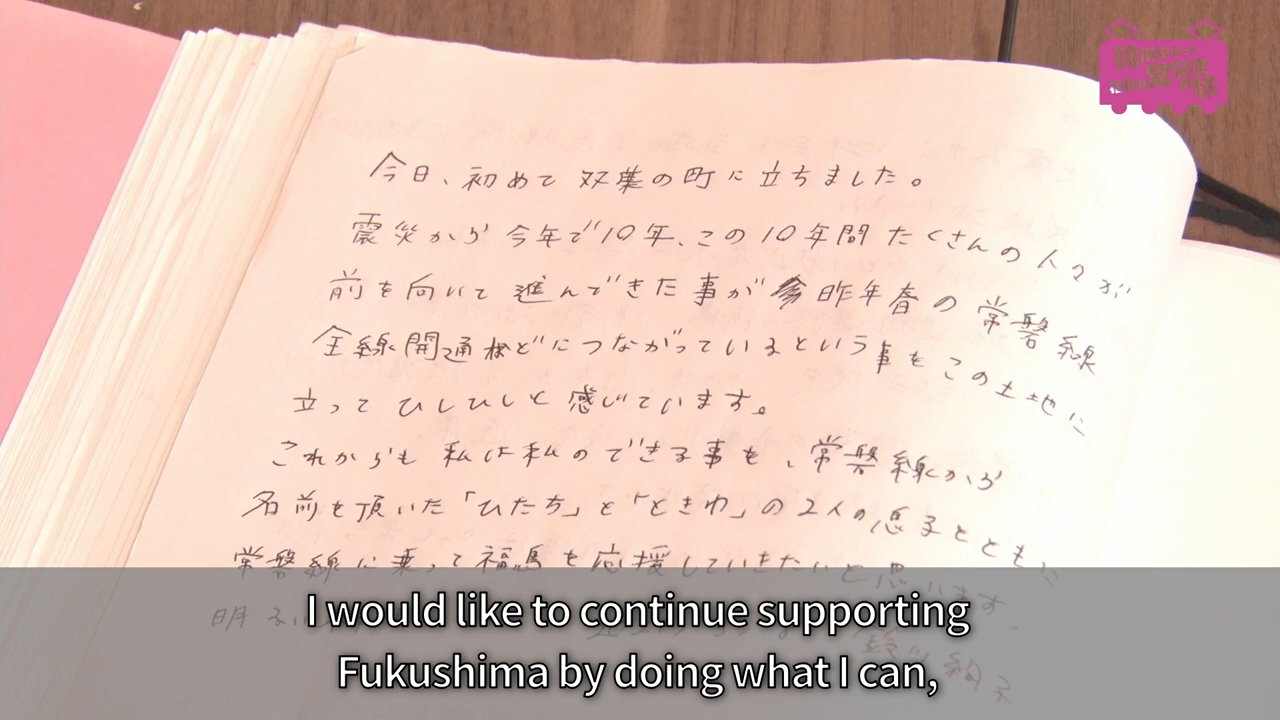 今日、初めて双葉の町に立ちました。
震災から今年で10年、この10年間たくさんの人々が
前を向いて進んできた事が昨年春の常磐線
全線開通などにつながっているという事をこの土地に
立ってひしひしと感じています。
これからも私は私のできる事を、常磐線から
名前を頂いた「ひたち」と「ときわ」の2人の息子とともに
常磐線に乗って福島を応援していきたいと思います。
明るい
I would like to continue supporting
Fukushima by doing what I can,